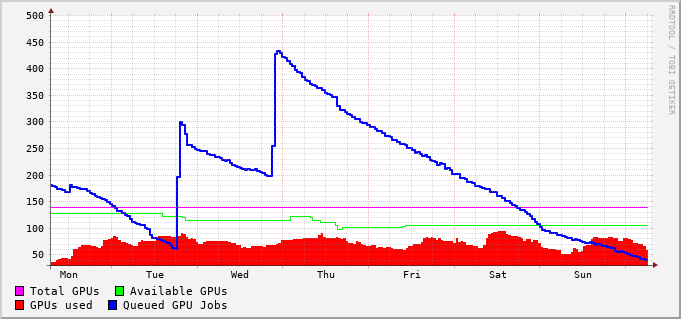 500
450
400
350
300
250
200
150
100
50
Mon Tue Wed Thu Fri Sat Sun
Total GPUs Available GPUs
GPUs used Queued GPU Jobs
RRDTOOL / TOBI OETIKER